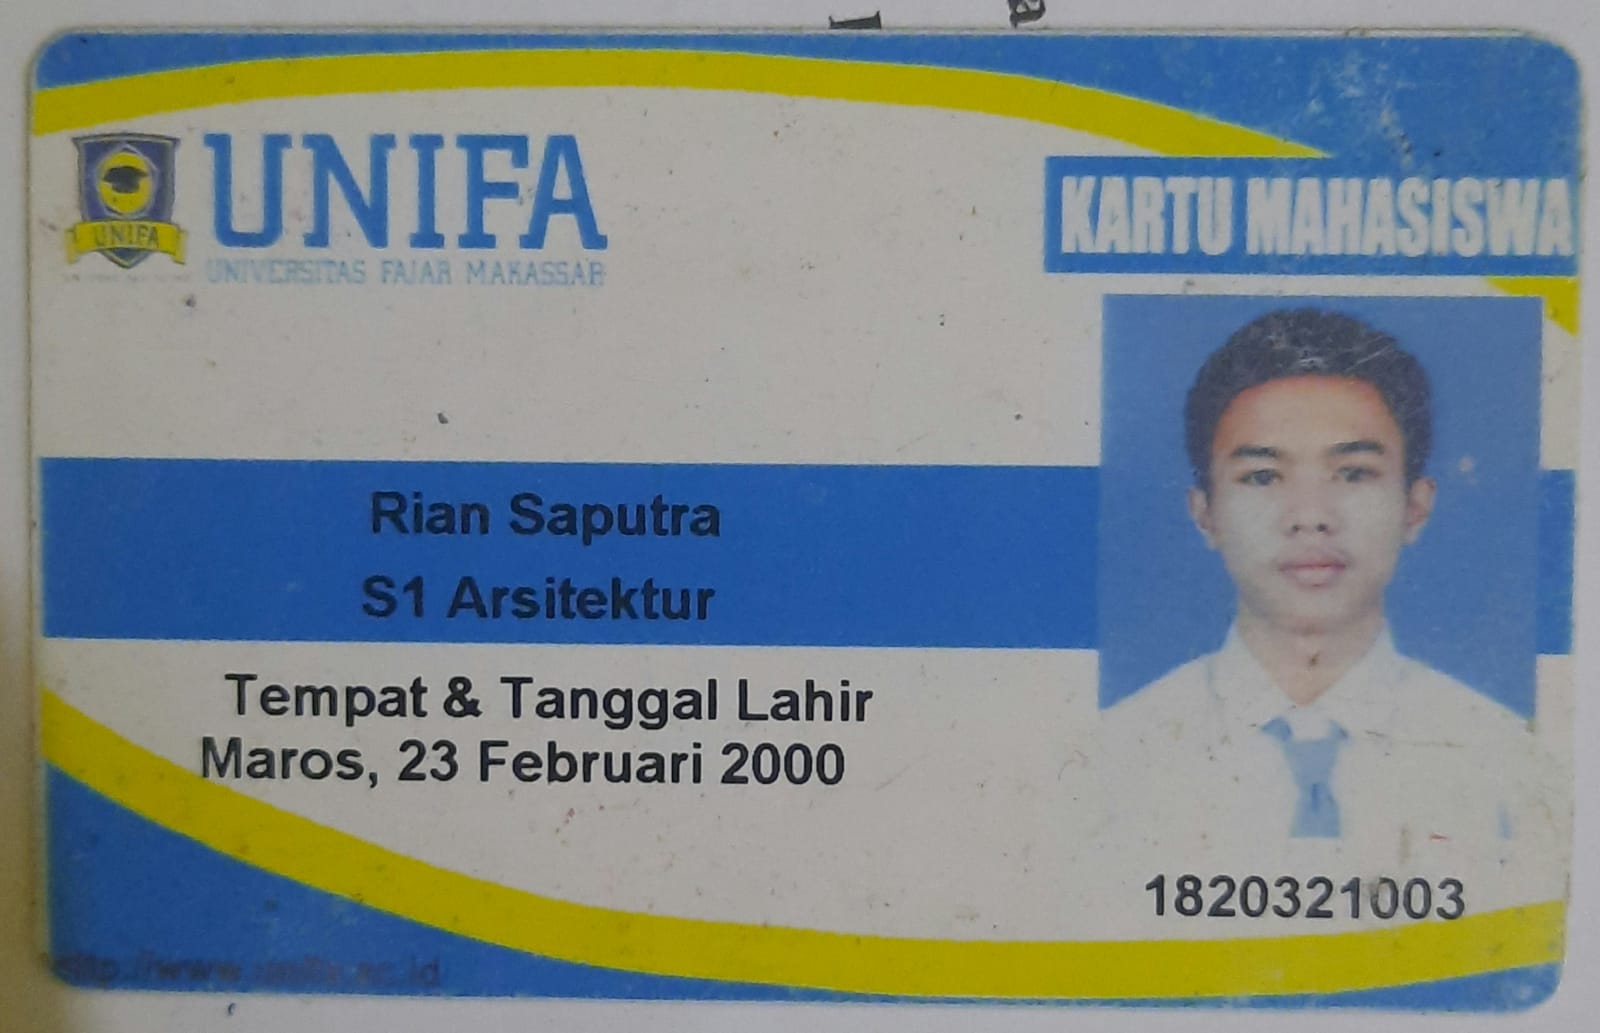 UNIFA
UNIFA
UNIVERSITAS FAJAR MAKASSAR
KARTU MAHASISWA
Rian Saputra
S1 Arsitektur
Tempat & Tanggal Lahir
Maros, 23 Februari 2000
1820321003